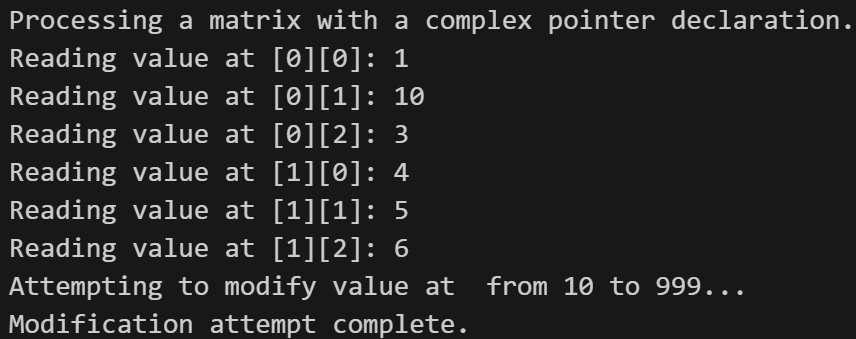 Processing a matrix with a complex pointer declaration.
Reading value at [0][0]: 1
Reading value at [0][1]: 10
Reading value at [0][2]: 3
Reading value at [1][0]: 4
Reading value at [1][1]: 5
Reading value at [1][2]: 6
Attempting to modify value at  from 10 to 999...
Modification attempt complete.